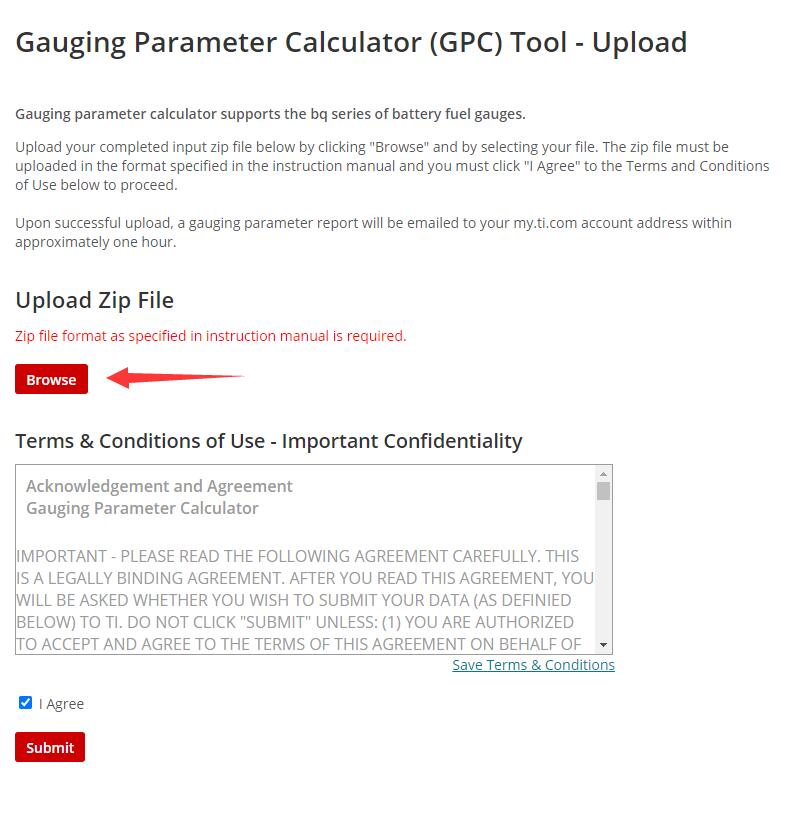 Gauging Parameter Calculator (GPC) Tool - Upload
Gauging parameter calculator supports the bq series of battery fuel gauges.
Upload your completed input zip file below by clicking "Browse" and by selecting your file. The zip file must be
uploaded in the format specified in the instruction manual and you must click "I Agree" to the Terms and Conditions
of Use below to proceed.
Upon successful upload, a gauging parameter report will be emailed to your my.ti.com account address within
approximately one hour.
Upload Zip File
Zip file format as specified in instruction manual is required.
Browse
Terms & Conditions of Use - Important Confidentiality
Acknowledgement and Agreement
Gauging Parameter Calculator
IMPORTANT - PLEASE READ THE FOLLOWING AGREEMENT CAREFULLY. THIS
IS A LEGALLY BINDING AGREEMENT. AFTER YOU READ THIS AGREEMENT, YOU
WILL BE ASKED WHETHER YOU WISH TO SUBMIT YOUR DATA (AS DEFINIED
BELOW) TO TI. DO NOT CLICK "SUBMIT" UNLESS: (1) YOU ARE AUTHORIZED
TO ACCEPT AND AGREE TO THE TERMS OF THIS AGREEMENT ON BEHALF OF
Save Terms & Conditions
I Agree
Submit